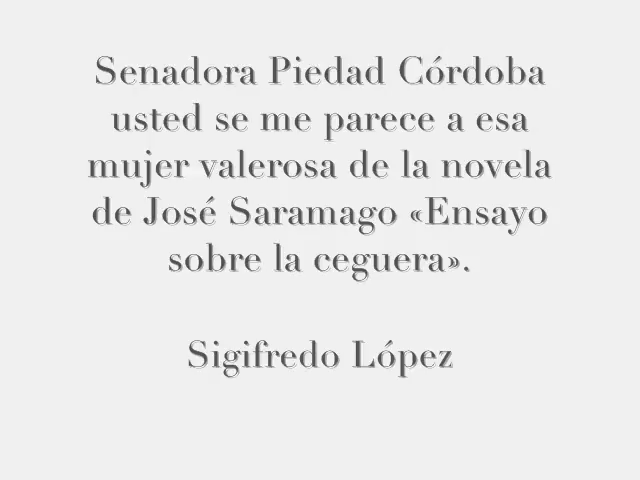 Senadora Piedad Córdoba
usted se me parece a esa
mujer valerosa de la novela
de José Saramago «Ensayo
sobre la ceguera».
Sigifredo López